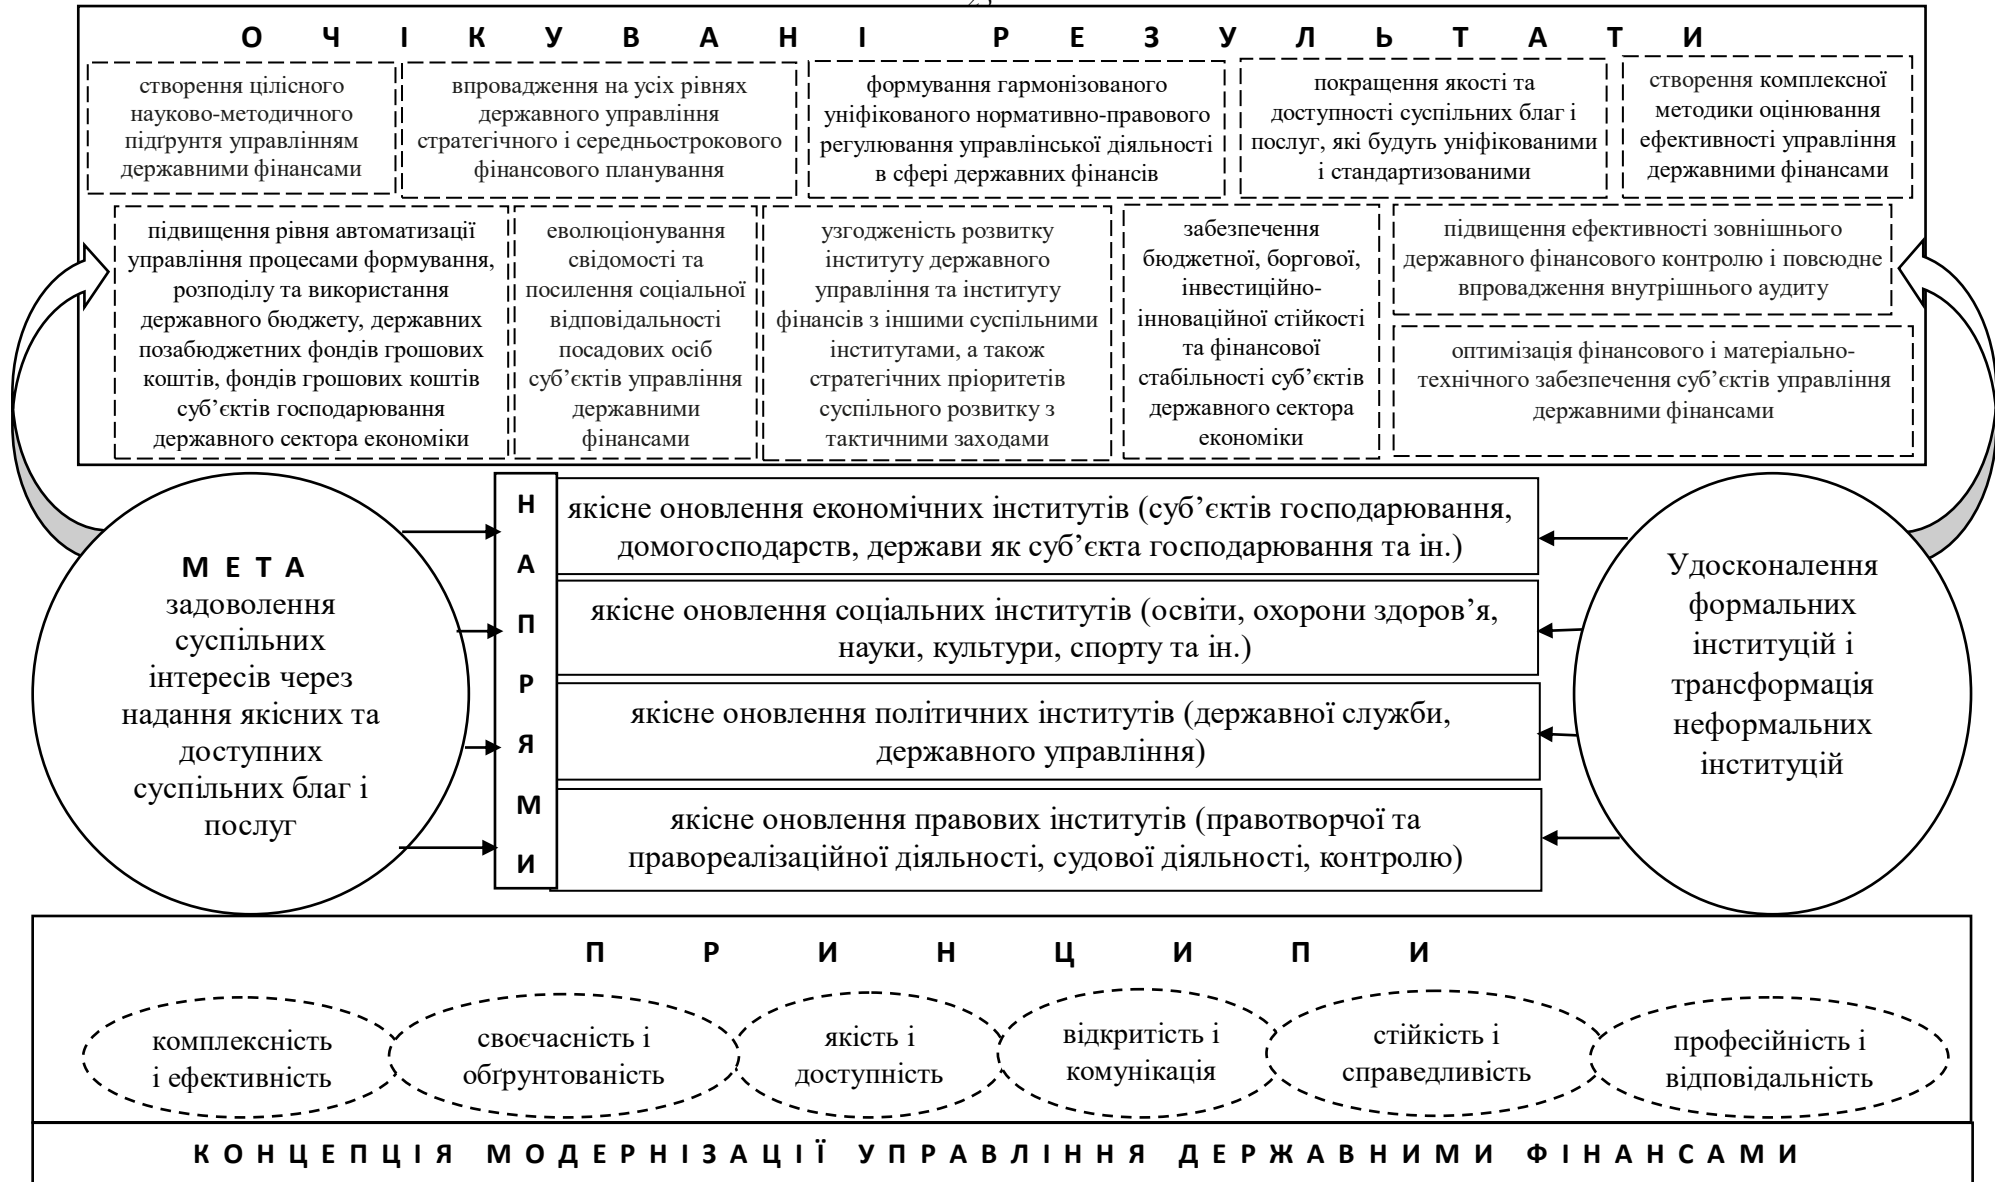 ОЧІКУВАНІ РЕЗУЛЬТАТИ
створення цілісного
науково-методичного
підґрунтя управлінням
державними фінансами
впровадження на усіх рівнях
державного управління
стратегічного і середньострокового
фінансового планування
формування гармонізованого
уніфікованого нормативно-правового
регулювання управлінської діяльності
в сфері державних фінансів
покращення якості та
доступності суспільних благ і
послуг, які будуть уніфікованими
і стандартизованими
створення комплексної
методики оцінювання
ефективності управління
державними фінансами
підвищення рівня автоматизації
управління процесами формування,
розподілу та використання
державного бюджету, державних
позабюджетних фондів грошових
коштів, фондів грошових коштів
суб’єктів господарювання
державного сектора економіки
еволюціонування
свідомості та
посилення соціальної
відповідальності
посадових осіб
суб’єктів управління
державними
фінансами
узгодженість розвитку
інституту державного
управління та інституту
фінансів з іншими суспільними
інститутами, а також
стратегічних пріоритетів
суспільного розвитку з
тактичними заходами
забезпечення
бюджетної, боргової,
інвестиційно-
інноваційної стійкості
та фінансової
стабільності суб’єктів
державного сектора
економіки
підвищення ефективності зовнішнього
державного фінансового контролю і повсюдне
впровадження внутрішнього аудиту
оптимізація фінансового і матеріально-
технічного забезпечення суб’єктів управління
державними фінансами
МЕТА
задоволення
суспільних
інтересів через
надання якісних та
доступних
суспільних благ і
послуг
НАПРЯМИ
якісне оновлення економічних інститутів (суб’єктів господарювання,
домогосподарств, держави як суб’єкта господарювання та ін.)
якісне оновлення соціальних інститутів (освіти, охорони здоров’я,
науки, культури, спорту та ін.)
якісне оновлення політичних інститутів (державної служби,
державного управління)
якісне оновлення правових інститутів (правотворчої та
правореалізаційної діяльності, судової діяльності, контролю)
Удосконалення
формальних
інституцій і
трансформація
неформальних
інституцій
ПРИНЦИПИ
комплексність
і ефективність
своєчасність і
обґрунтованість
якість і
доступність
відкритість і
комунікація
стійкість і
справедливість
професійність і
відповідальність
КОНЦЕПЦІЯ МОДЕРНІЗАЦІЇ УПРАВЛІННЯ ДЕРЖАВНИМИ ФІНАНСАМИ